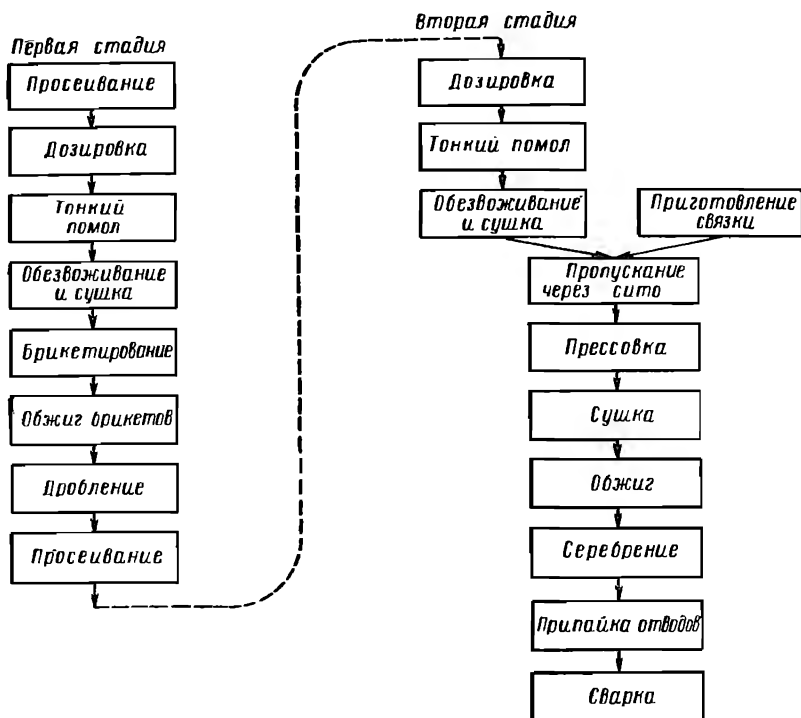 Первая стадия
Просеивание
Дозировка
Тонкий
помол
Обезвоживание
и сушка
Брикетирование
Обжиг брикетов
Дробление
Просеивание
Вторая стадия
Дозировка
Тонкий помол
Обезвоживание
и сушка
Приготовление
связки
Пропускание
через сито
Прессовка
Сушка
Обжиг
Серебрение
Припайка отводов
Сварка